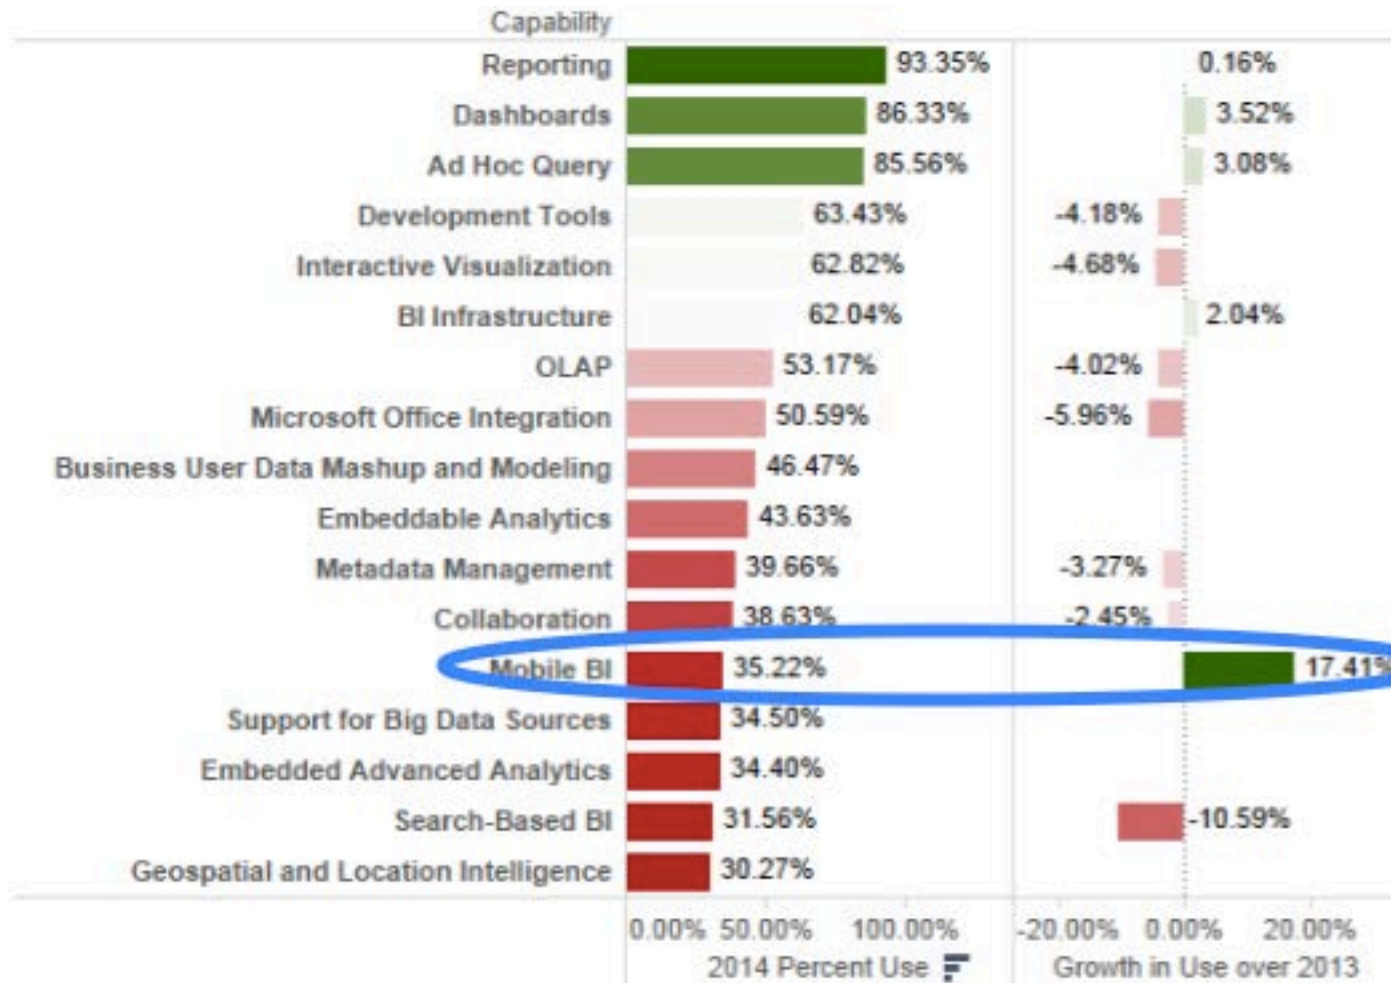 Capability
Reporting 93.35% 0.16%
Dashboards 86.33% 3.52%
Ad Hoc Query 85.56% 3.08%
Development Tools 63.43% -4.18%
Interactive Visualization 62.82% -4.68%
BI Infrastructure 62.04% 2.04%
OLAP 53.17% -4.02%
Microsoft Office Integration 50.59% -5.96%
Business User Data Mashup and Modeling 46.47%
Embeddable Analytics 43.63%
Metadata Management 39.66% -3.27%
Collaboration 38.63% -2.45%
Mobile BI 35.22% 17.41%
Support for Big Data Sources 34.50%
Embedded Advanced Analytics 34.40%
Search-Based BI 31.56% -10.59%
Geospatial and Location Intelligence 30.27%
0.00% 50.00% 100.00% -20.00% 0.00% 20.00%
2014 Percent Use Growth in Use over 2013